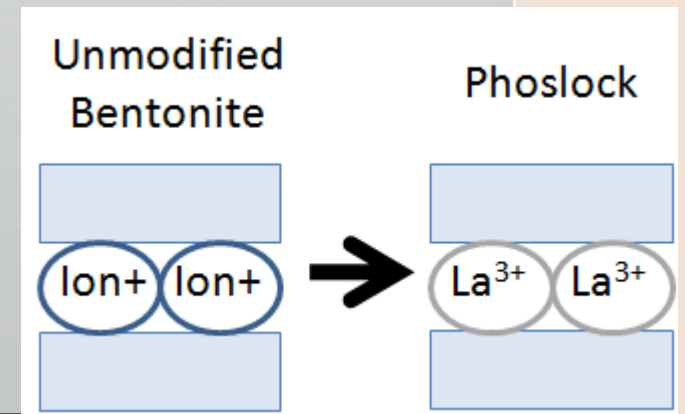 Unmodified
Bentonite
Phoslock
Ion+ Ion+
La³⁺ La³⁺